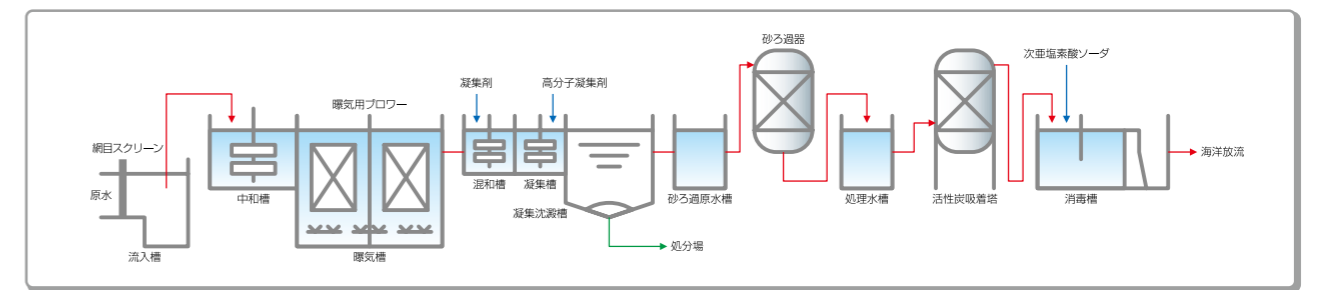 網目スクリーン
原水
流入槽
中和槽
曝気用ブロワー
曝気槽
凝集剤
高分子凝集剤
混和槽
凝集槽
凝集沈澱槽
処分場
砂ろ過原水槽
砂ろ過器
処理水槽
活性炭吸着塔
次亜塩素酸ソーダ
消毒槽
海洋放流